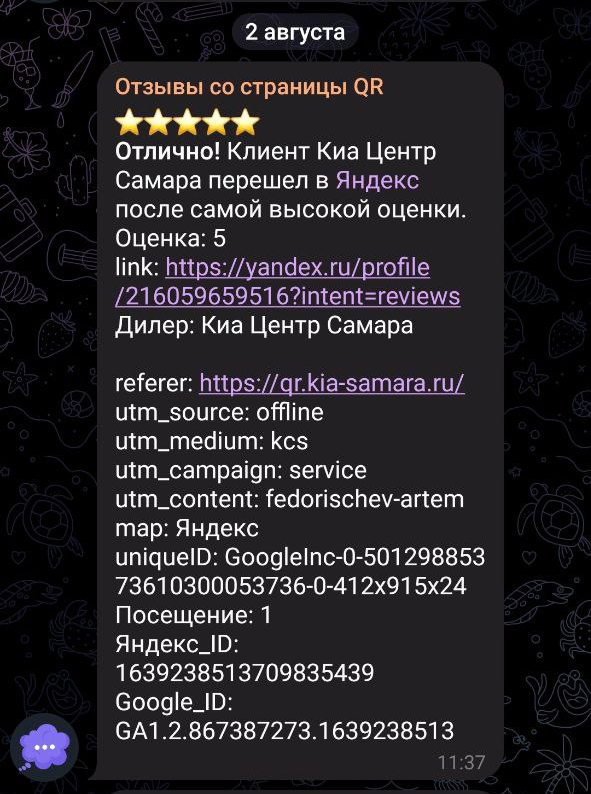 2 августа
Отзывы со страницы QR
⭐⭐⭐⭐⭐
Отлично! Клиент Киа Центр
Самара перешел в Яндекс
после самой высокой оценки.
Оценка: 5
link: https://yandex.ru/profile
/216059659516?intent=reviews
Дилер: Киа Центр Самара
referer: https://qr.kia-samara.ru/
utm_source: offline
utm_medium: kcs
utm_campaign: service
utm_content: fedorischev-artem
map: Яндекс
uniqueID: GoogleInc-0-501298853
73610300053736-0-412x915x24
Посещение: 1
Яндекс_ID:
1639238513709835439
Google_ID:
GA1.2.867387273.1639238513
11:37